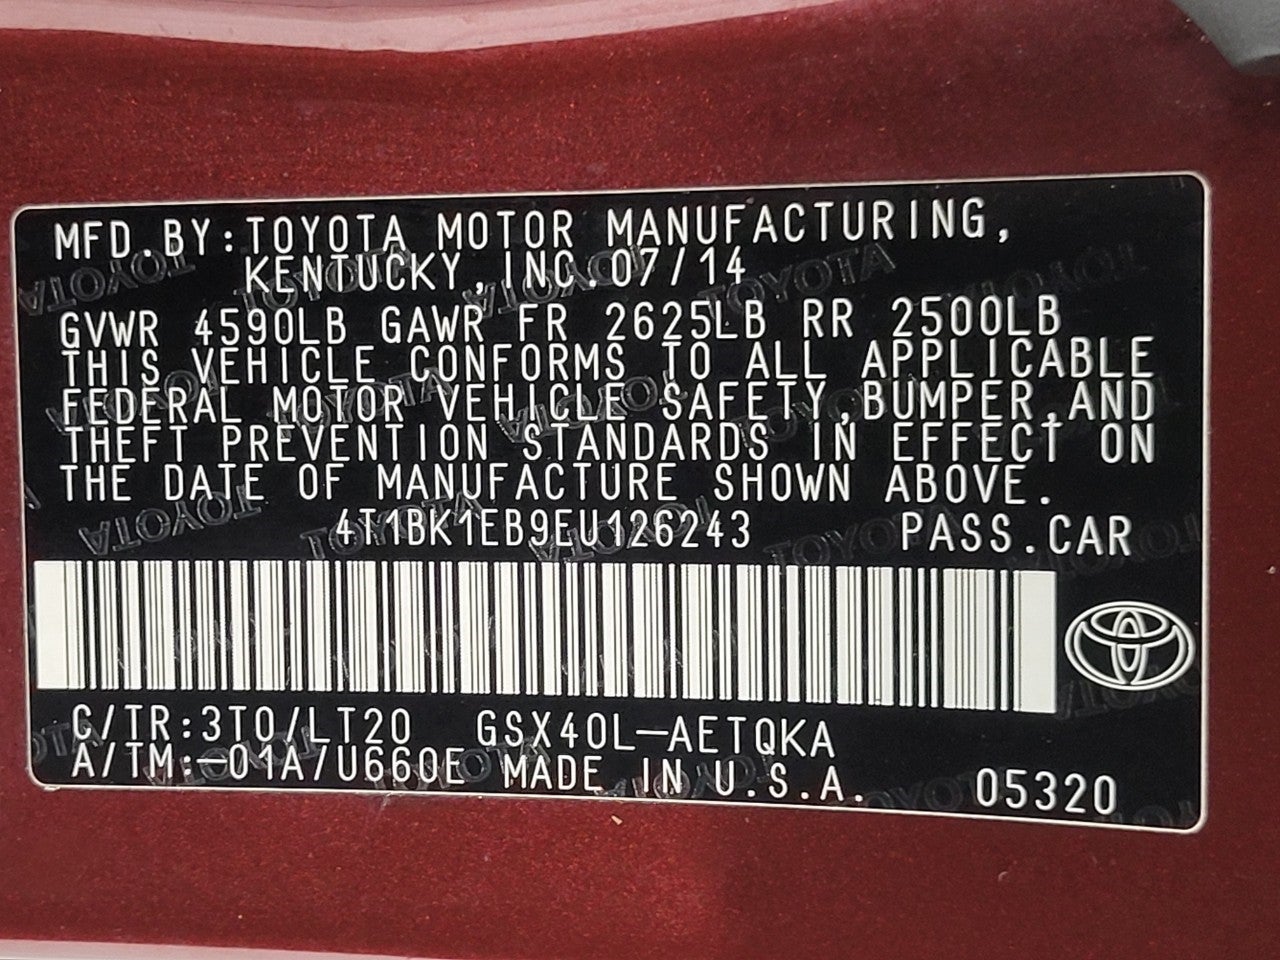 MFD.BY:TOYOTA MOTOR MANUFACTURING,
KENTUCKY,INC.07/14
GVWR 4590LB GAWR FR 2625LB RR 2500LB
THIS VEHICLE CONFORMS TO ALL APPLICABLE
FEDERAL MOTOR VEHICLE SAFETY,BUMPER,AND
THEFT PREVENTION STANDARDS IN EFFECT ON
THE DATE OF MANUFACTURE SHOWN ABOVE.
4T1BK1EB9EU126243 PASS.CAR
C/TR:3T0/LT20 GSX40L-AETQKA
A/TM:-01A/U660E MADE IN U.S.A. 05320